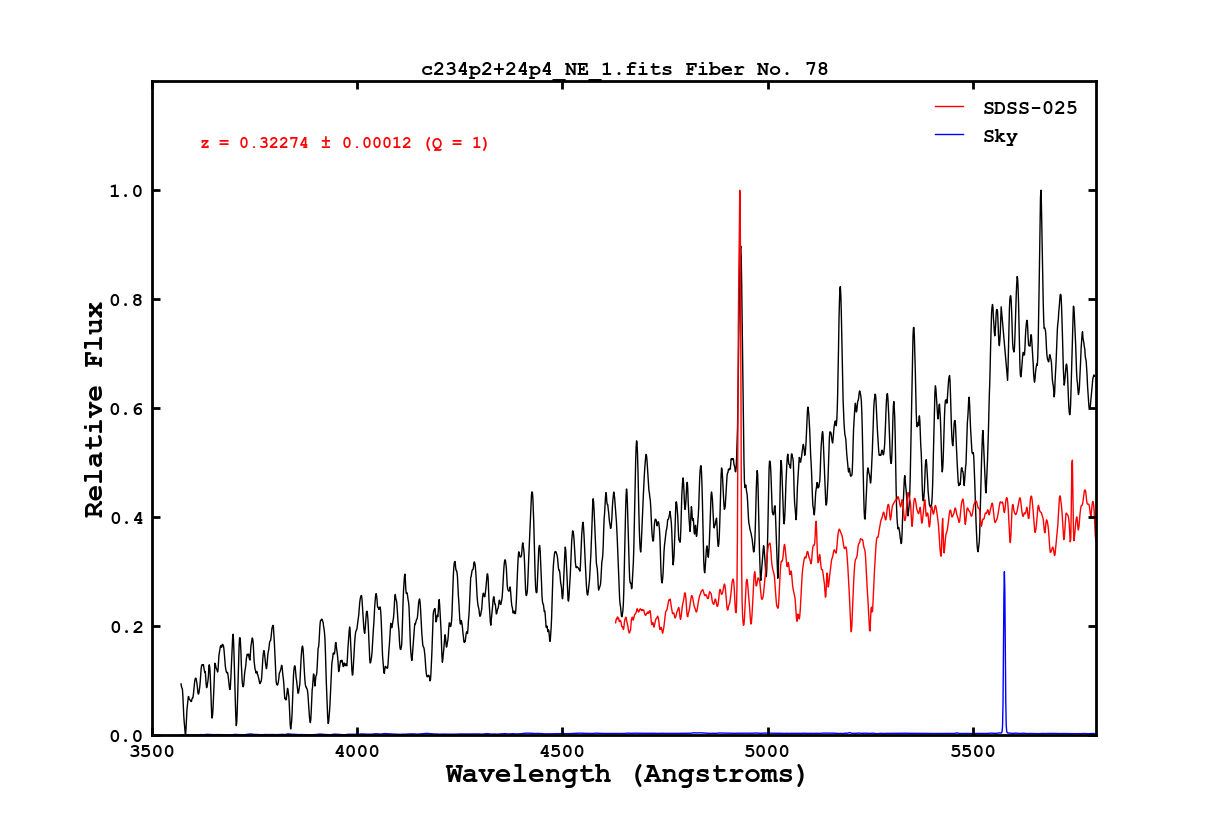 c234p2+24p4_NE_1.fits Fiber No. 78
SDSS-025
Sky
z = 0.32274 ± 0.00012 (Q = 1)
1.0
0.8
0.6
0.4
0.2
0.0
Relative Flux
3500 4000 4500 5000 5500
Wavelength (Angstroms)